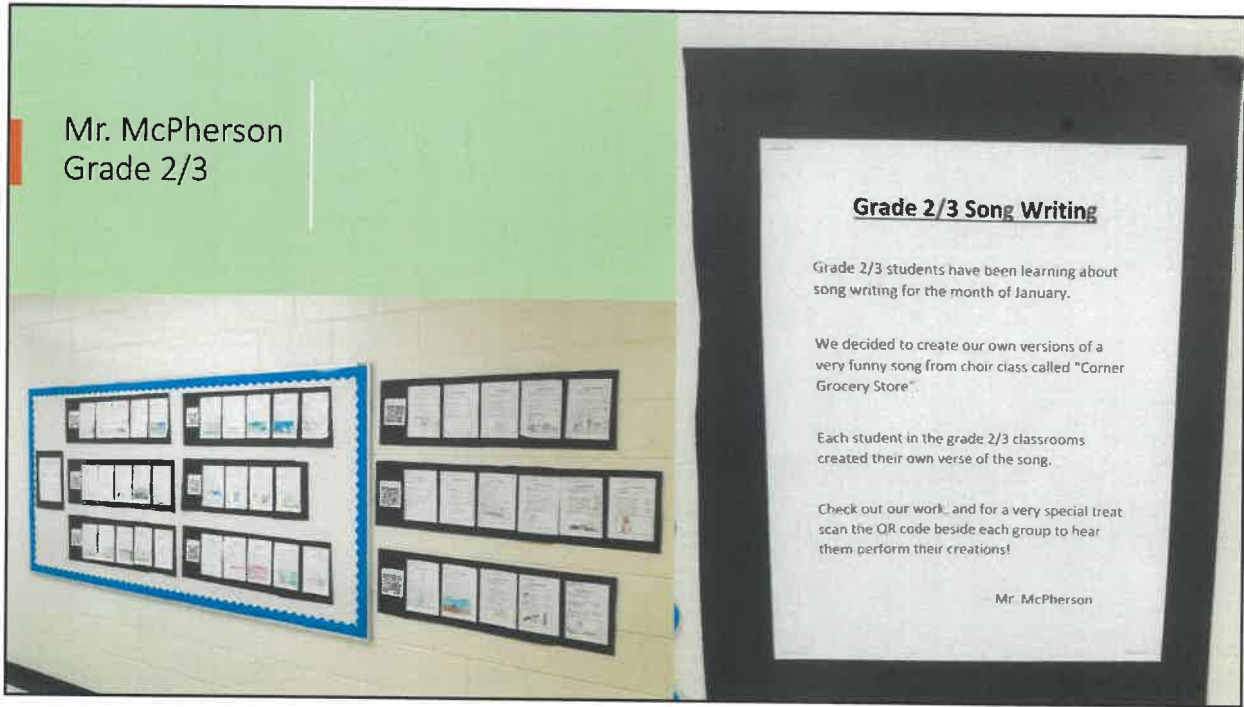 Mr. McPherson
Grade 2/3
Grade 2/3 Song Writing
Grade 2/3 students have been learning about
song writing for the month of January.
We decided to create our own versions of a
very funny song from choir class called "Corner
Grocery Store".
Each student in the grade 2/3 classrooms
created their own verse of the song.
Check out our work, and for a very special treat
scan the QR code beside each group to hear
them perform their creations!
Mr. McPherson